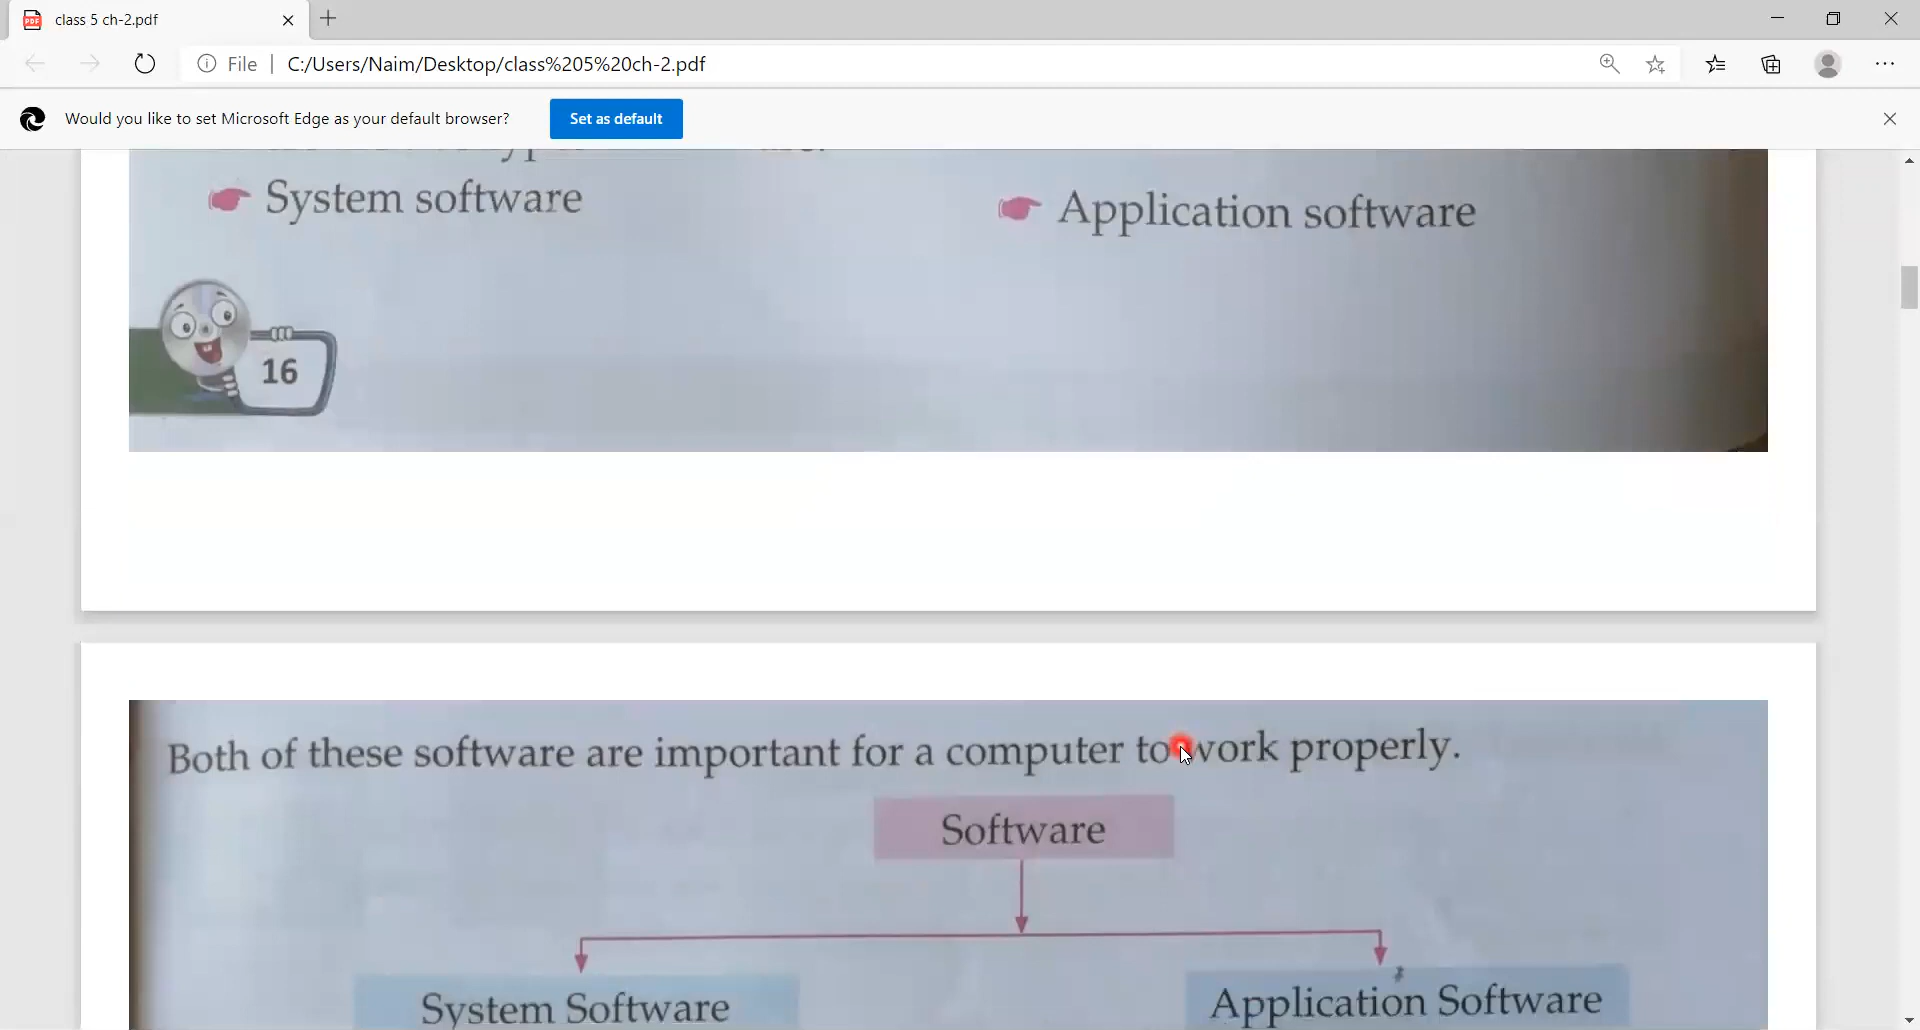 class 5 ch-2.pdf
File | C:/Users/Naim/Desktop/class%205%20ch-2.pdf
Would you like to set Microsoft Edge as your default browser? Set as default
System software Application software
16
Both of these software are important for a computer to work properly.
Software
System Software Application Software